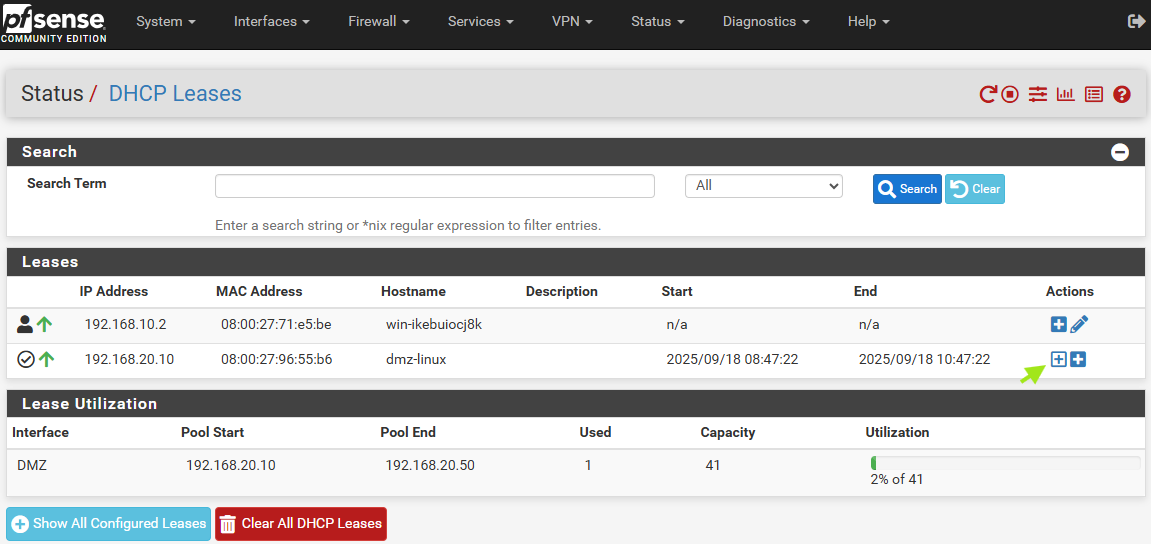 pfsense
COMMUNITY EDITION
System Interfaces Firewall Services VPN Status Diagnostics Help
Status / DHCP Leases
Search
Search Term All Search Clear
Enter a search string or *nix regular expression to filter entries.
Leases
IP Address MAC Address Hostname Description Start End Actions
192.168.10.2 08:00:27:71:e5:be win-ikebuiocj8k n/a n/a
192.168.20.10 08:00:27:96:55:b6 dmz-linux 2025/09/18 08:47:22 2025/09/18 10:47:22
Lease Utilization
Interface Pool Start Pool End Used Capacity Utilization
DMZ 192.168.20.10 192.168.20.50 1 41
2% of 41
Show All Configured Leases Clear All DHCP Leases